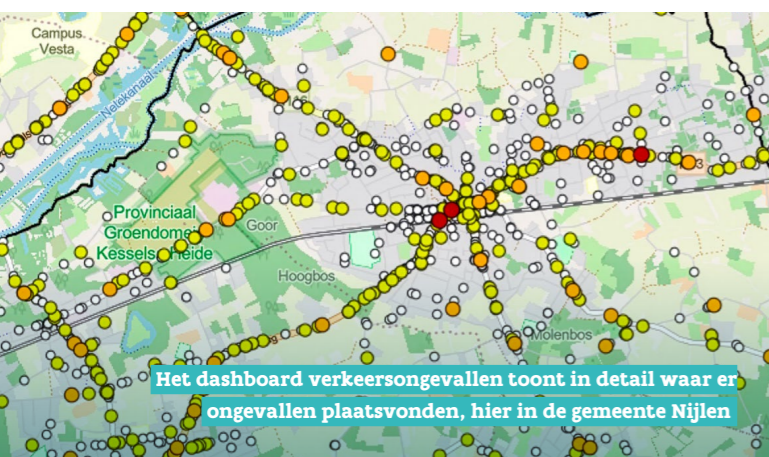 Campus
Vesta
Netekanaal
Provinciaal
Groendomein
Kesselse Heide
Goor
Hoogbos
Molenbos
Het dashboard verkeersongevallen toont in detail waar er
ongevallen plaatsvonden, hier in de gemeente Nijlen